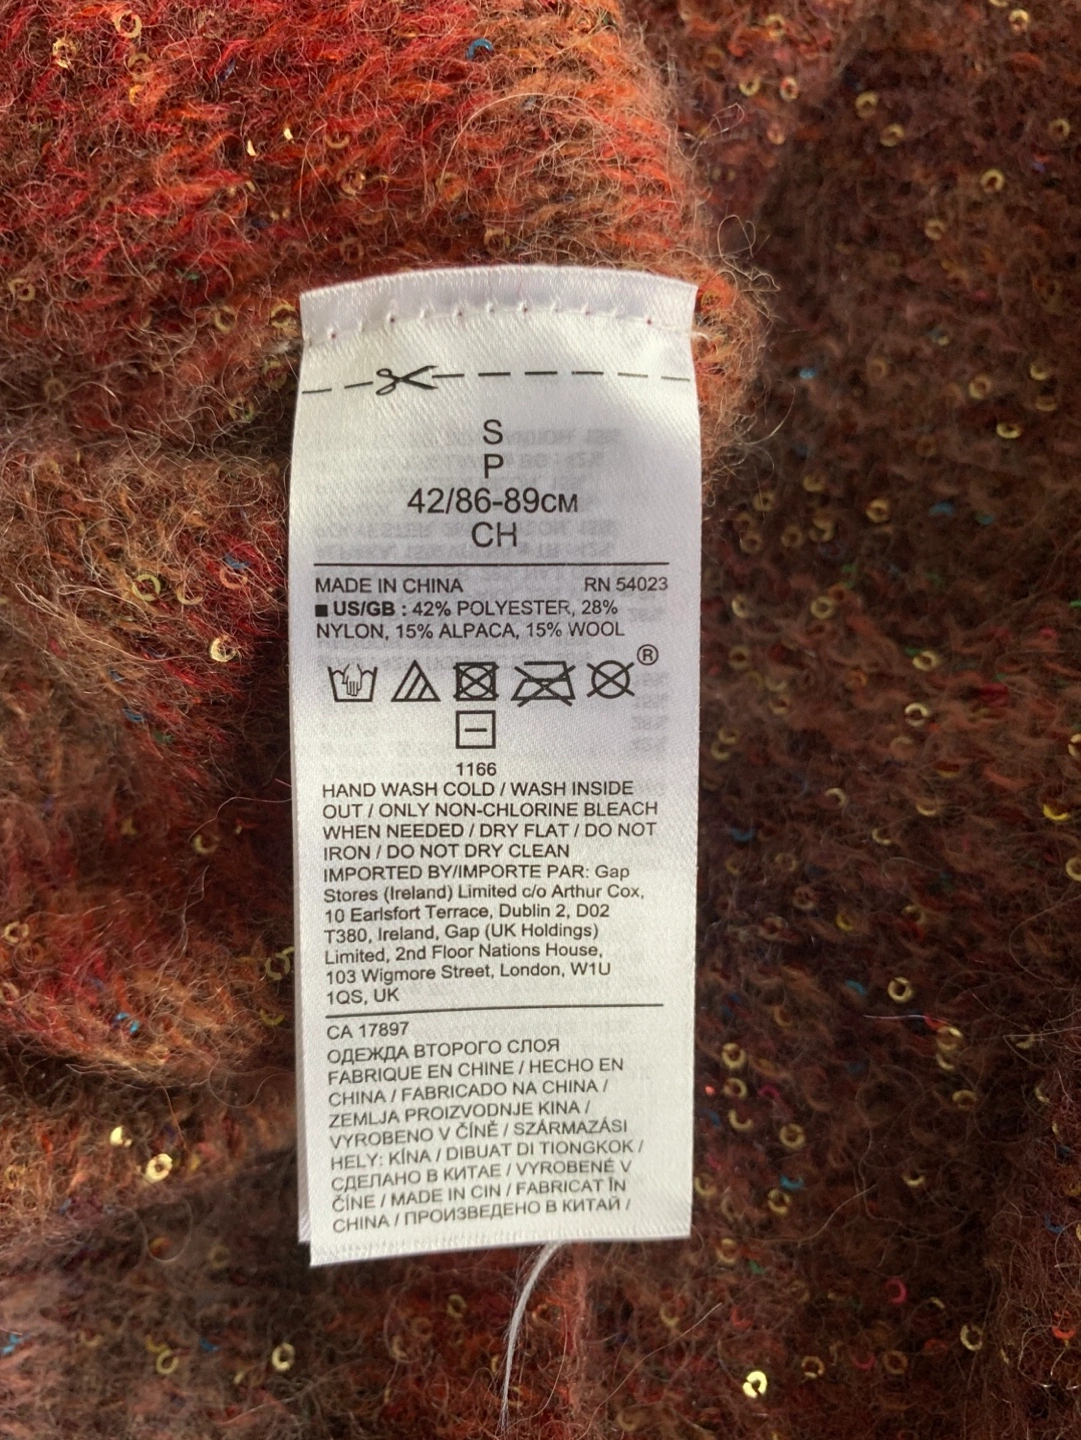 S
P
42/86-89CM
CH
MADE IN CHINA RN 54023
US/GB : 42% POLYESTER, 28%
NYLON, 15% ALPACA, 15% WOOL
®
1166
HAND WASH COLD / WASH INSIDE
OUT / ONLY NON-CHLORINE BLEACH
WHEN NEEDED / DRY FLAT / DO NOT
IRON / DO NOT DRY CLEAN
IMPORTED BY/IMPORTE PAR: Gap
Stores (Ireland) Limited c/o Arthur Cox,
10 Earlsfort Terrace, Dublin 2, D02
T380, Ireland, Gap (UK Holdings)
Limited, 2nd Floor Nations House,
103 Wigmore Street, London, W1U
1QS, UK
CA 17897
ОДЕЖДА ВТОРОГО СЛОЯ
FABRIQUE EN CHINE / HECHO EN
CHINA / FABRICADO NA CHINA /
ZEMLJA PROIZVODNJE KINA /
VYROBENO V ČÍNĚ / SZÁRMAZÁSI
HELY: KÍNA / DIBUAT DI TIONGKOK /
СДЕЛАНО В КИТАЕ / VYROBENÉ V
ČÍNE / MADE IN CIN / FABRICAT ÎN
CHINA / ПРОИЗВЕДЕНО В КИТАЙ /